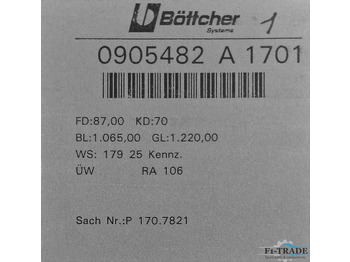 Böttcher
Systeme
1
0905482 A 1701
FD:87,00 KD:70
BL:1.065,00 GL:1.220,00
WS: 179 25 Kennz.
ÜW RA 106
Sach Nr.:P 170.7821
Fi-TRADE